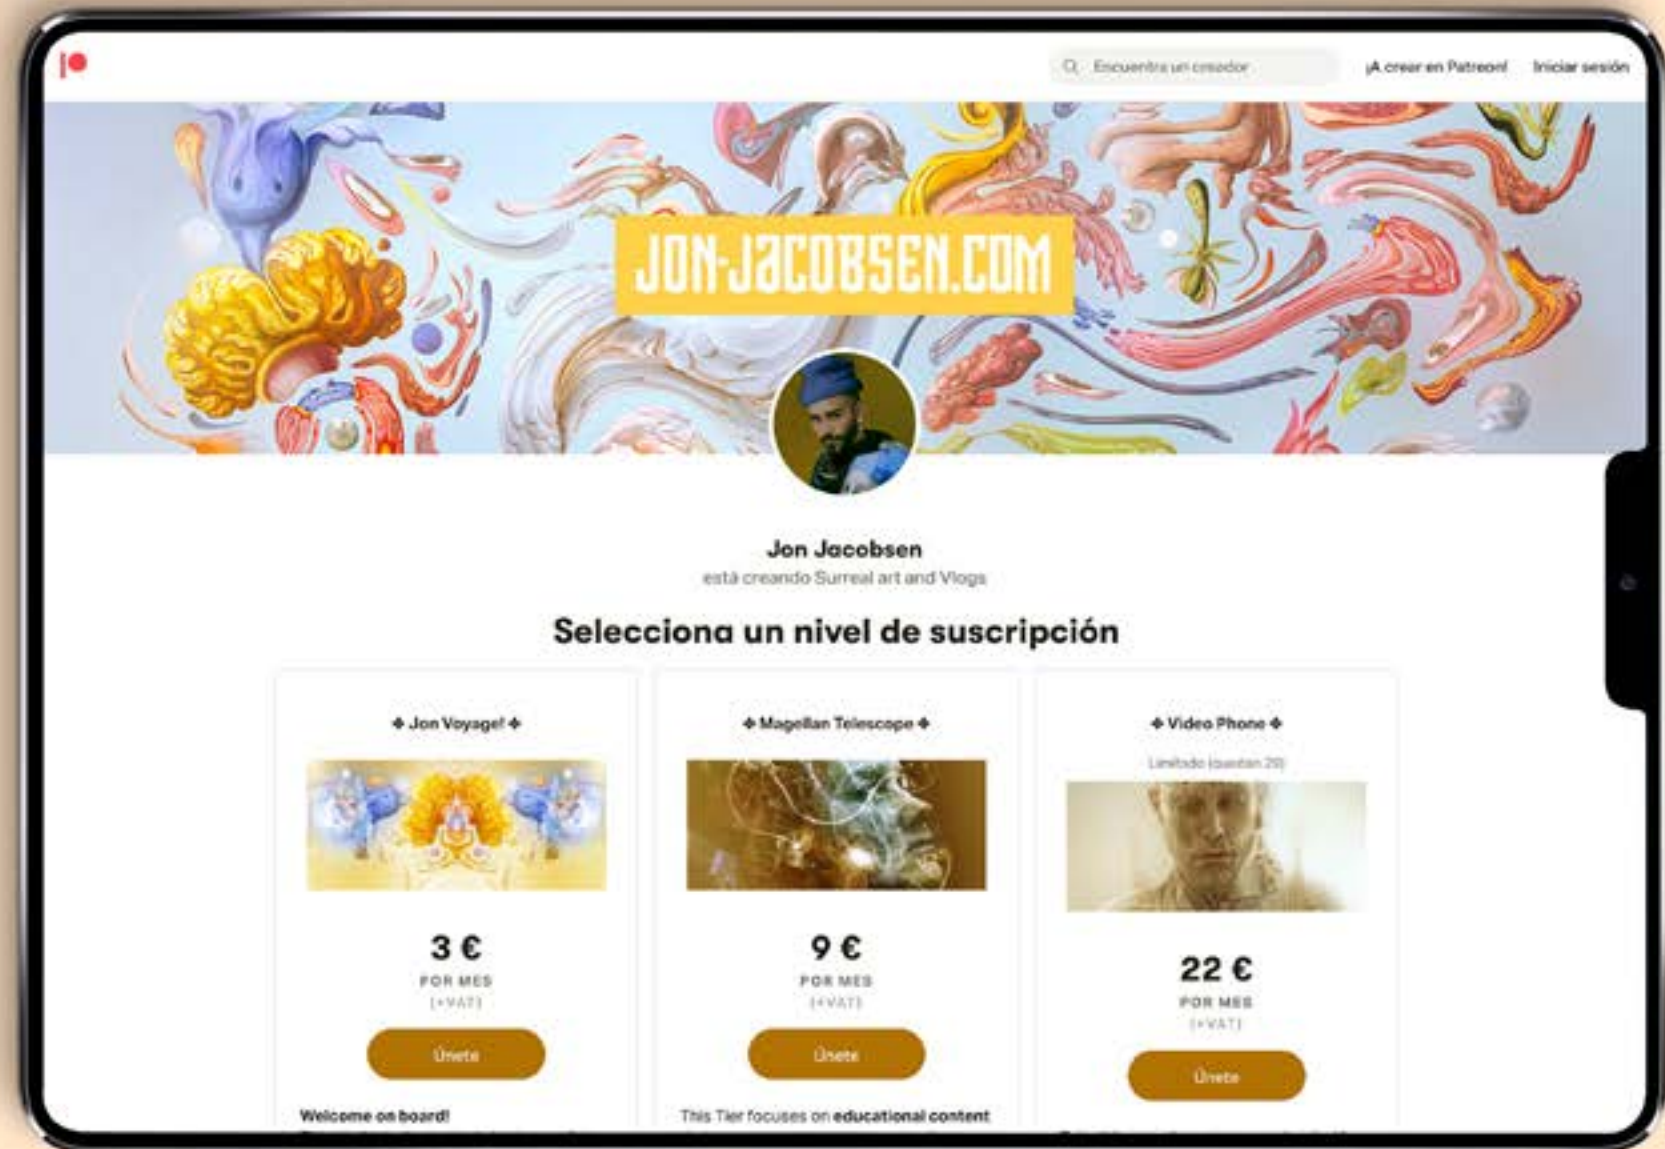 Encuentra un creador
¡A crear en Patreon!
Iniciar sesión
JON-JACOBSEN.COM
Jon Jacobsen
está creando Surreal art and Vlogs
Selecciona un nivel de suscripción
✤ Jon Voyage! ✤
3 €
POR MES
(+VAT)
Únete
Welcome on board!
✤ Magellan Telescope ✤
9 €
POR MES
(+VAT)
Únete
This Tier focuses on educational content
✤ Video Phone ✤
Limitado (quedan 20)
22 €
POR MES
(+VAT)
Únete